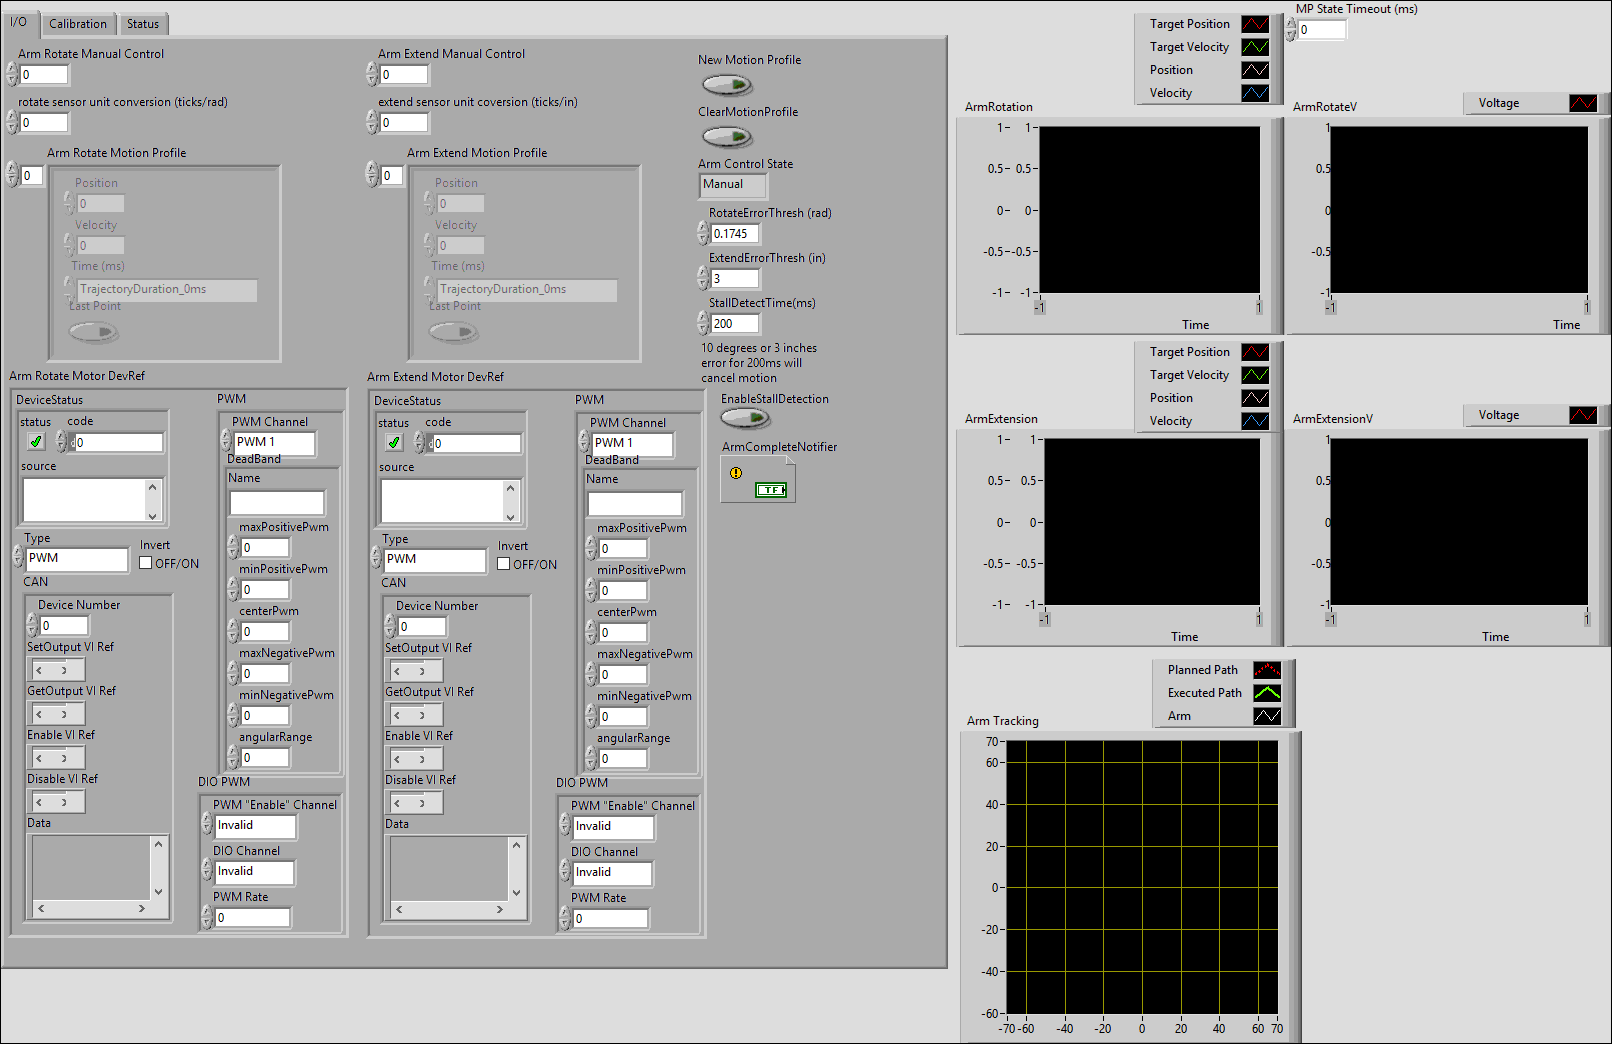 I/O
Calibration
Status
Arm Rotate Manual Control
0
rotate sensor unit conversion (ticks/rad)
0
Arm Rotate Motion Profile
0
Position
0
Velocity
0
Time (ms)
TrajectoryDuration_0ms
Last Point
Arm Extend Manual Control
0
extend sensor unit coversion (ticks/in)
0
Arm Extend Motion Profile
0
Position
0
Velocity
0
Time (ms)
TrajectoryDuration_0ms
Last Point
New Motion Profile
ClearMotionProfile
Arm Control State
Manual
RotateErrorThresh (rad)
0.1745
ExtendErrorThresh (in)
3
StallDetectTime(ms)
200
10 degrees or 3 inches
error for 200ms will
cancel motion
EnableStallDetection
ArmCompleteNotifier
TF
Arm Rotate Motor DevRef
DeviceStatus
status
code
d0
source
Type
PWM
Invert
OFF/ON
CAN
Device Number
0
SetOutput VI Ref
GetOutput VI Ref
Enable VI Ref
Disable VI Ref
Data
PWM
PWM Channel
PWM 1
DeadBand
Name
maxPositivePwm
0
minPositivePwm
0
centerPwm
0
maxNegativePwm
0
minNegativePwm
0
angularRange
0
DIO PWM
PWM "Enable" Channel
Invalid
DIO Channel
Invalid
PWM Rate
0
Arm Extend Motor DevRef
DeviceStatus
status
code
d0
source
Type
PWM
Invert
OFF/ON
CAN
Device Number
0
SetOutput VI Ref
GetOutput VI Ref
Enable VI Ref
Disable VI Ref
Data
PWM
PWM Channel
PWM 1
DeadBand
Name
maxPositivePwm
0
minPositivePwm
0
centerPwm
0
maxNegativePwm
0
minNegativePwm
0
angularRange
0
DIO PWM
PWM "Enable" Channel
Invalid
DIO Channel
Invalid
PWM Rate
0
MP State Timeout (ms)
0
Target Position
Target Velocity
Position
Velocity
ArmRotation
1 1
0.5
0 0
-0.5 -0.5
-1 -1
-1 1
Time
ArmRotateV
Voltage
1
0.5
0
-0.5
-1
-1 1
Time
Target Position
Target Velocity
Position
Velocity
ArmExtension
1 1
0.5 0.5
0 0
-0.5 -0.5
-1 -1
-1 1
Time
ArmExtensionV
Voltage
1
0.5
0
-0.5
-1
-1 1
Time
Planned Path
Executed Path
Arm
Arm Tracking
70
60
40
20
0
-20
-40
-60
-70 -60 -40 -20 0 20 40 60 70